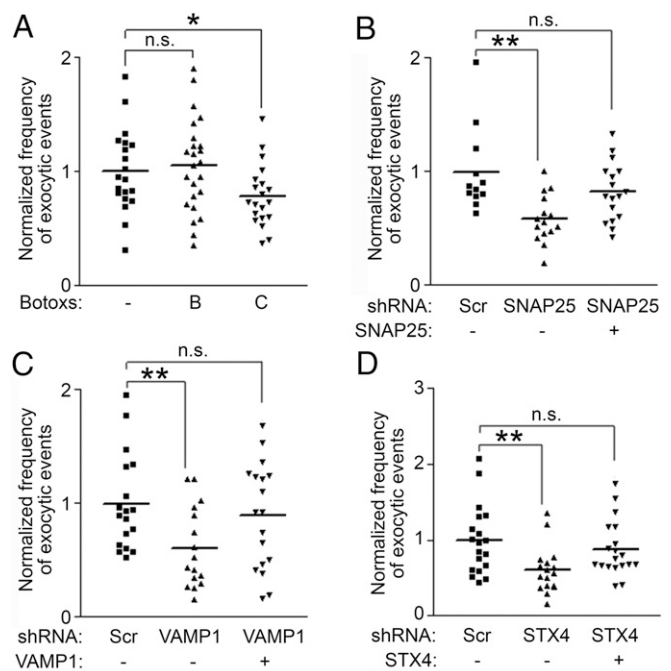 A
*
n.s.
2
1
0
Normalized frequency
of exocytic events
Botoxs: - B C
B
n.s.
**
2
1
0
Normalized frequency
of exocytic events
shRNA: Scr SNAP25 SNAP25
SNAP25: - - +
C
n.s.
**
2
1
0
Normalized frequency
of exocytic events
shRNA: Scr VAMP1 VAMP1
VAMP1: - - +
D
n.s.
**
3
2
1
0
Normalized frequency
of exocytic events
shRNA: Scr STX4 STX4
STX4: - - +